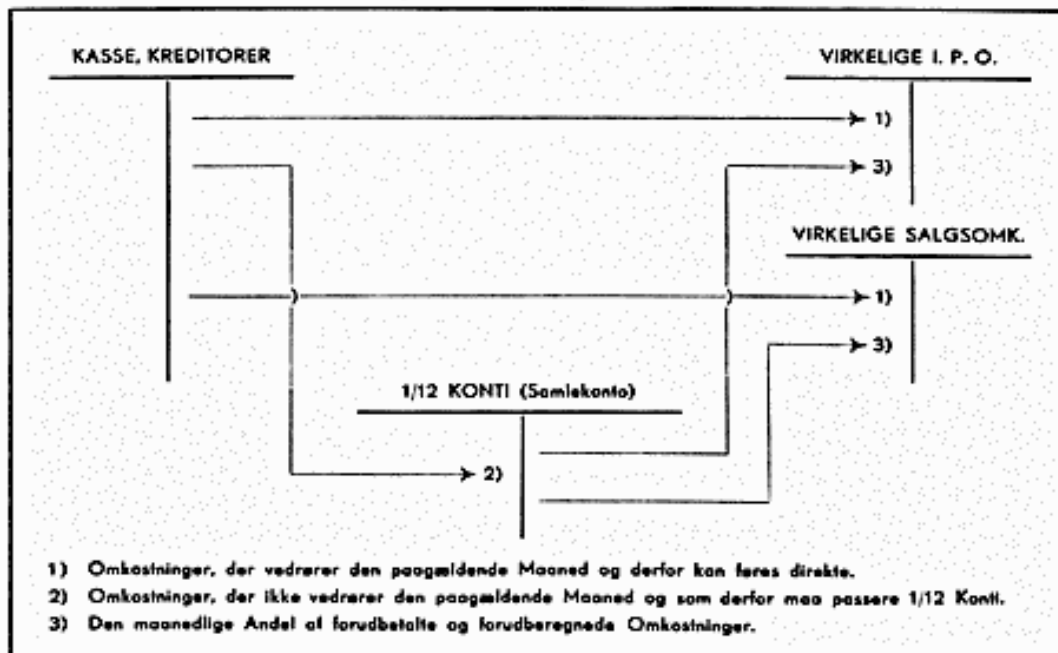 KASSE, KREDITORER
VIRKELIGE I. P. O.
1)
3)
VIRKELIGE SALGSOMK.
1)
3)
1/12 KONTI (Samlekonto)
2)
1) Omkostninger, der vedrører den paagældende Maaned og derfor kan føres direkte.
2) Omkostninger, der ikke vedrører den paagældende Maaned og som derfor maa passere 1/12 Konti.
3) Den maanedlige Andel af forudbetalte og forudberegnede Omkostninger.